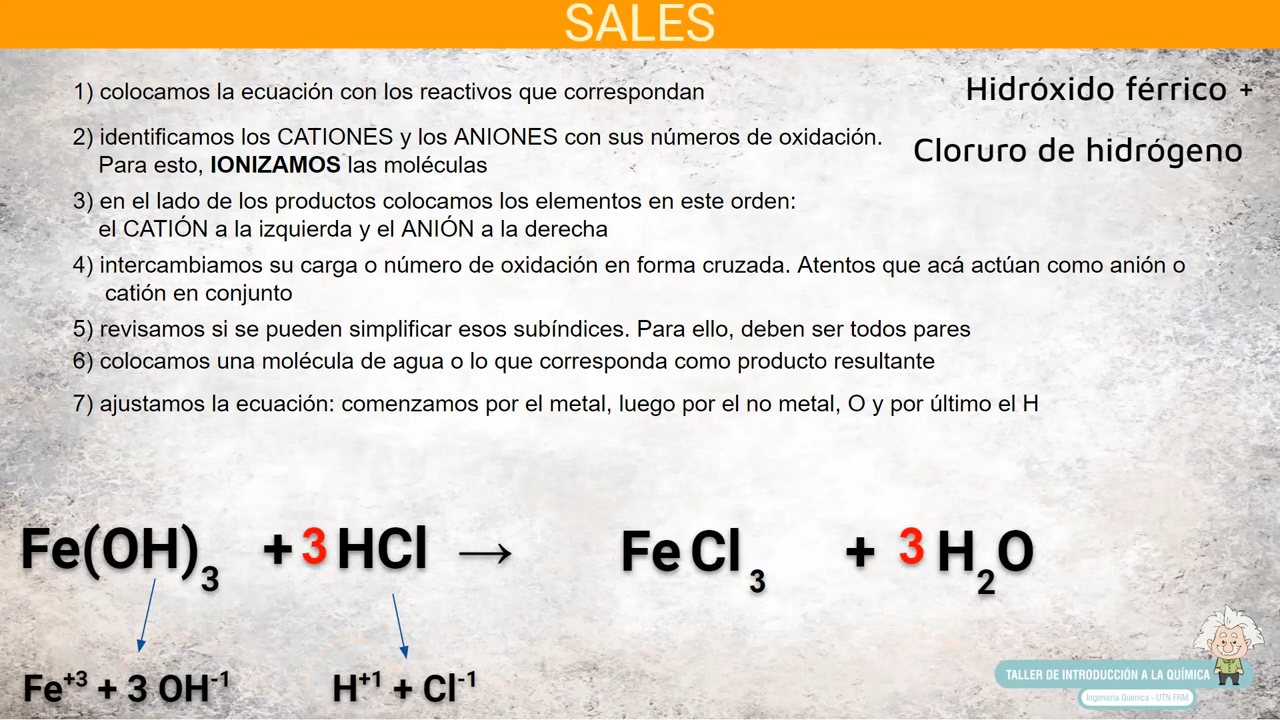 SALES
1) colocamos la ecuación con los reactivos que correspondan
Hidróxido férrico +
Cloruro de hidrógeno
2) identificamos los CATIONES y los ANIONES con sus números de oxidación.
Para esto, IONIZAMOS las moléculas
3) en el lado de los productos colocamos los elementos en este orden:
el CATIÓN a la izquierda y el ANIÓN a la derecha
4) intercambiamos su carga o número de oxidación en forma cruzada. Atentos que acá actúan como anión o
catión en conjunto
5) revisamos si se pueden simplificar esos subíndices. Para ello, deben ser todos pares
6) colocamos una molécula de agua o lo que corresponda como producto resultante
7) ajustamos la ecuación: comenzamos por el metal, luego por el no metal, O y por último el H
Fe(OH)₃ + 3 HCl → Fe Cl ₃ + 3 H₂O
Fe⁺³ + 3 OH⁻¹ H⁺¹ + Cl⁻¹
TALLER DE INTRODUCCIÓN A LA QUÍMICA
Ingeniería Química - UTN FRM